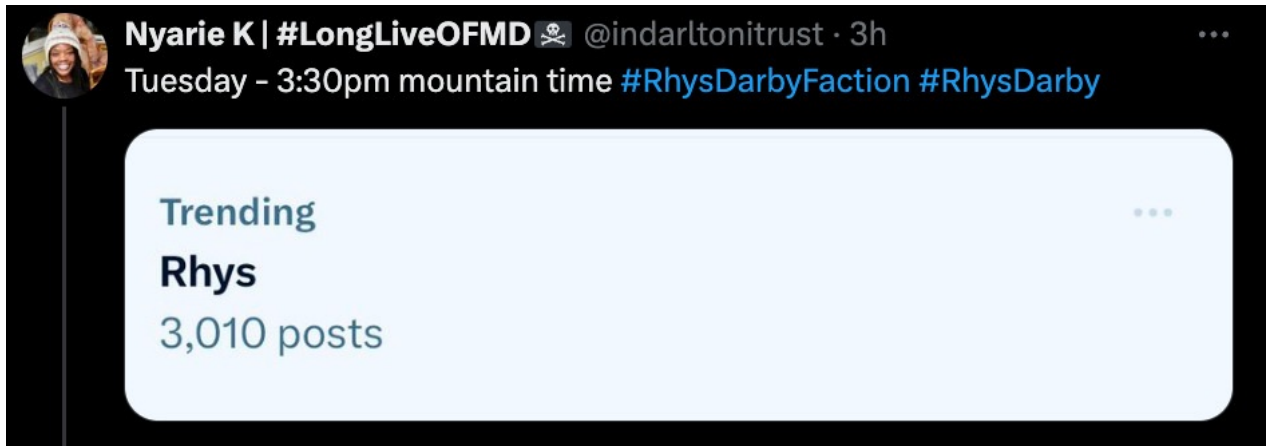 Nyarie K | #LongLiveOFMD🏴‍☠️ @indarltonitrust · 3h
Tuesday - 3:30pm mountain time #RhysDarbyFaction #RhysDarby
Trending
Rhys
3,010 posts